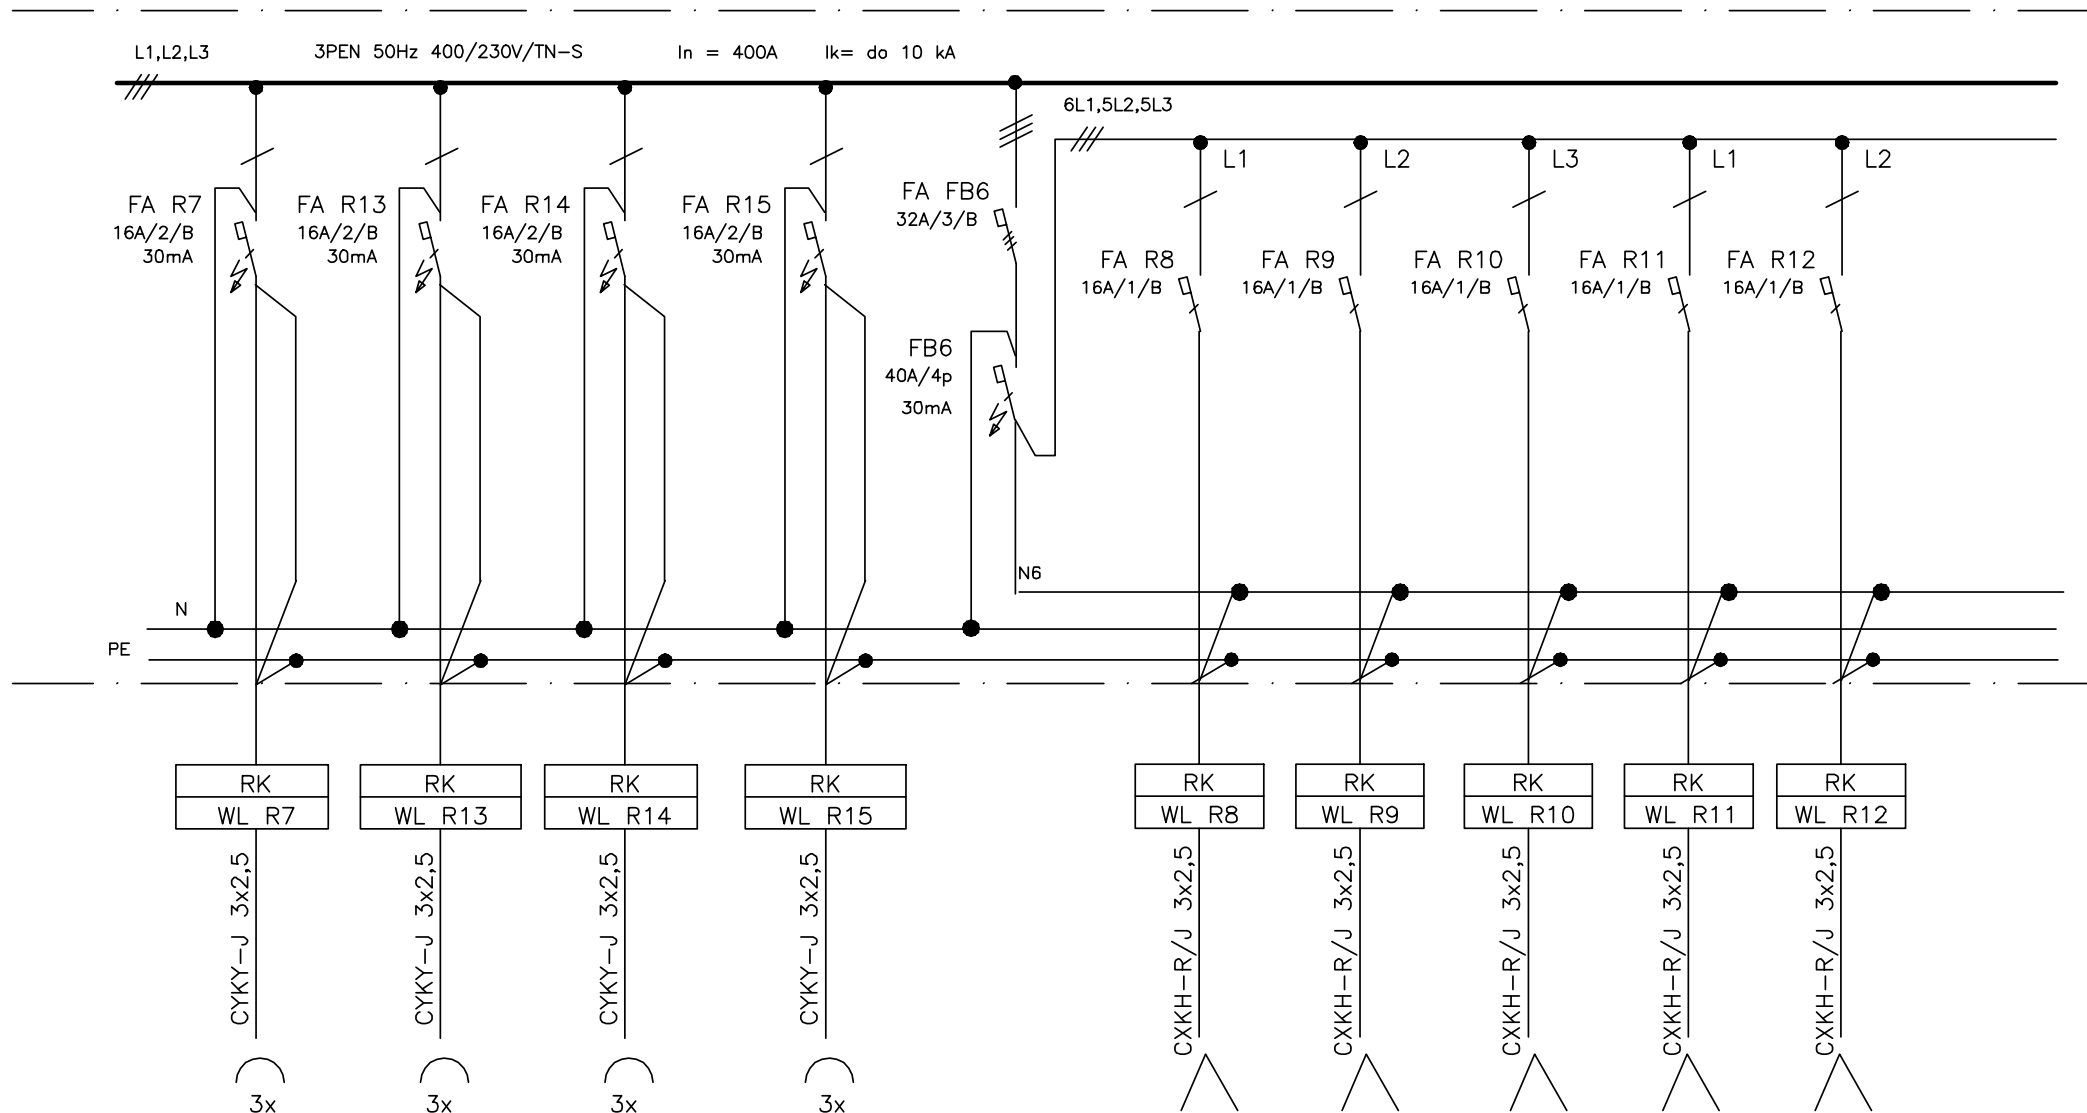 L1,L2,L3 3PEN 50Hz 400/230V/TN-S In = 400A Ik= do 10 kA
6L1,5L2,5L3
L1 L2 L3 L1 L2
FA R7
16A/2/B
30mA
FA R13
16A/2/B
30mA
FA R14
16A/2/B
30mA
FA R15
16A/2/B
30mA
FA FB6
32A/3/B
FB6
40A/4p
30mA
FA R8
16A/1/B
FA R9
16A/1/B
FA R10
16A/1/B
FA R11
16A/1/B
FA R12
16A/1/B
N6
N
PE
RK
WL R7
RK
WL R13
RK
WL R14
RK
WL R15
RK
WL R8
RK
WL R9
RK
WL R10
RK
WL R11
RK
WL R12
CYKY-J 3x2,5
CYKY-J 3x2,5
CYKY-J 3x2,5
CYKY-J 3x2,5
CXKH-R/J 3x2,5
CXKH-R/J 3x2,5
CXKH-R/J 3x2,5
CXKH-R/J 3x2,5
CXKH-R/J 3x2,5
3x 3x 3x 3x